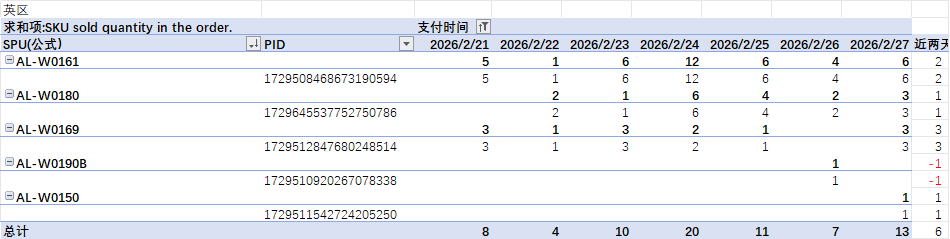 英区
求和项:SKU sold quantity in the order. 支付时间
SPU(公式) PID 2026/2/21 2026/2/22 2026/2/23 2026/2/24 2026/2/25 2026/2/26 2026/2/27 近两天
AL-W0161 5 1 6 12 6 4 6 2
1729508468673190594 5 1 6 12 6 4 6 2
AL-W0180 2 1 6 4 2 3 1
1729645537752750786 2 1 6 4 2 3 1
AL-W0169 3 1 3 2 1 3 3
1729512847680248514 3 1 3 2 1 3 3
AL-W0190B 1 -1
1729510920267078338 1 -1
AL-W0150 1 1
1729511542724205250 1 1
总计 8 4 10 20 11 7 13 6